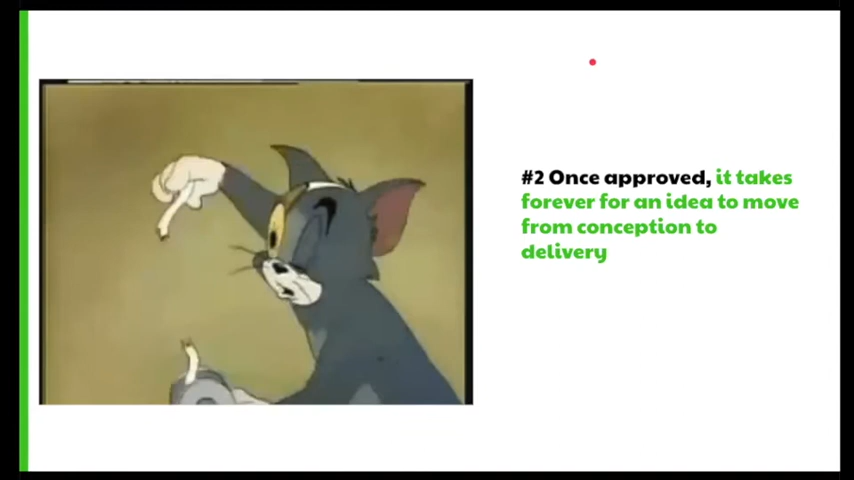 #2 Once approved, it takes
forever for an idea to move
from conception to
delivery